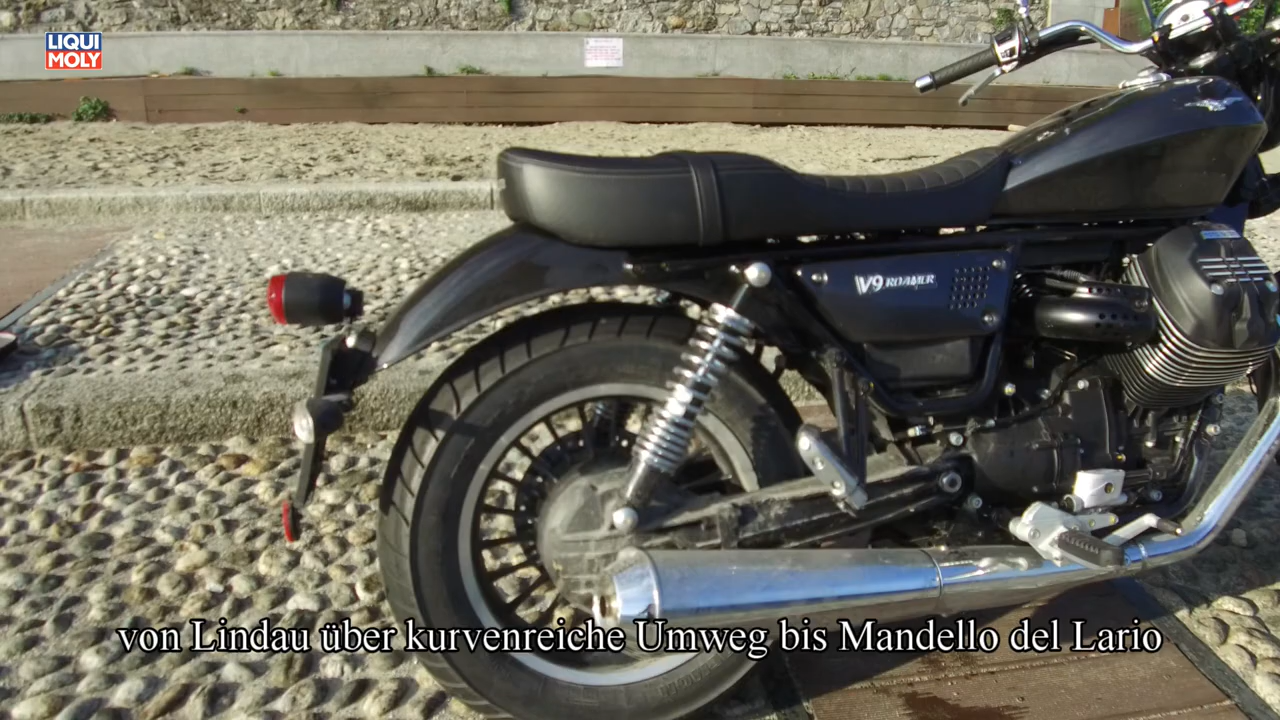 LIQUI
MOLY
V9 ROAMER
von Lindau über kurvenreiche Umweg bis Mandello del Lario